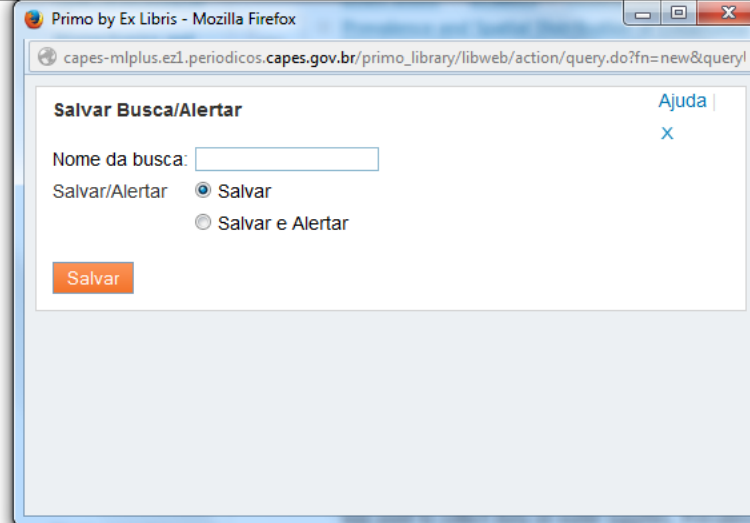 Primo by Ex Libris - Mozilla Firefox
capes-mlplus.ez1.periodicos.capes.gov.br/primo_library/libweb/action/query.do?fn=new&query
Salvar Busca/Alertar
Ajuda |
X
Nome da busca:
Salvar/Alertar Salvar
Salvar e Alertar
Salvar